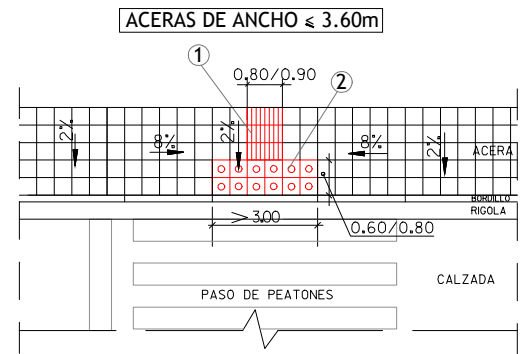 ACERAS DE ANCHO ≤ 3.60m
1
0.80/0.90
2
2%
8%
2%
8%
2%
ACERA
BORDILLO
RIGOLA
> 3.00
0.60/0.80
CALZADA
PASO DE PEATONES